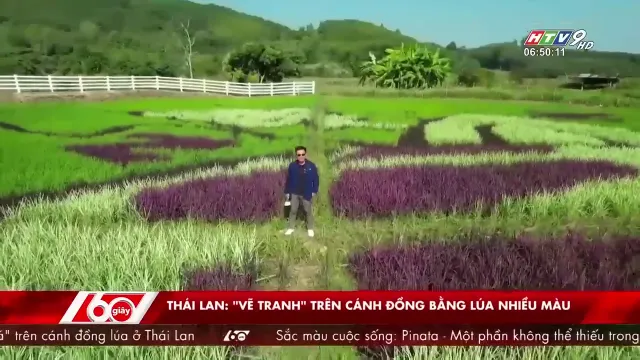 HTV9 HD
06:50:11
60 giây
THÁI LAN: "VẼ TRANH" TRÊN CÁNH ĐỒNG BẰNG LÚA NHIỀU MÀU
á" trên cánh đồng lúa ở Thái Lan 60 Sắc màu cuộc sống: Pinata - Một phần không thể thiếu trong